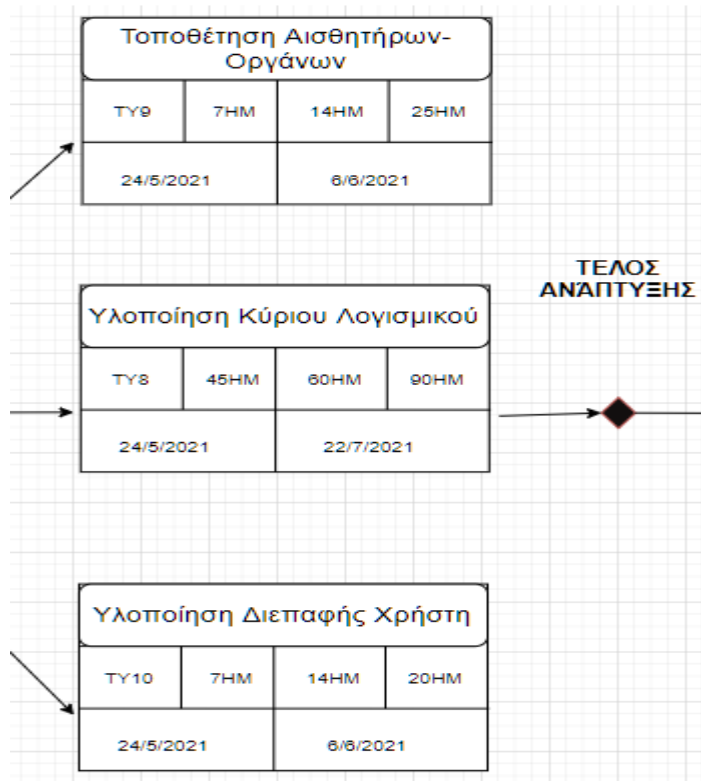 Τοποθέτηση Αισθητήρων-
Οργάνων
ΤΥ9 7ΗΜ 14ΗΜ 25ΗΜ
24/5/2021 6/6/2021
ΤΕΛΟΣ
ΑΝΆΠΤΥΞΗΣ
Υλοποίηση Κύριου Λογισμικού
ΤΥ8 45ΗΜ 60ΗΜ 90ΗΜ
24/5/2021 22/7/2021
Υλοποίηση Διεπαφής Χρήστη
ΤΥ10 7ΗΜ 14ΗΜ 20ΗΜ
24/5/2021 6/6/2021